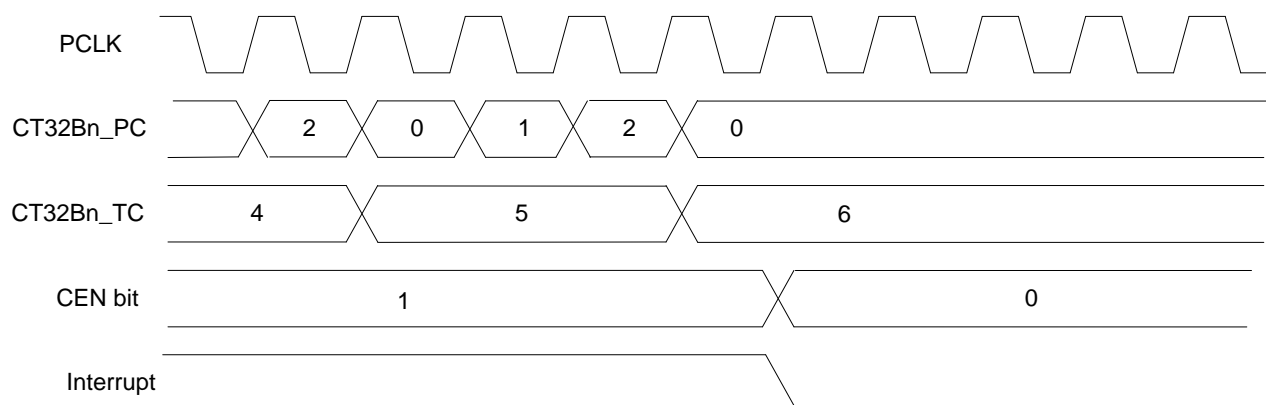 PCLK
CT32Bn_PC 2 0 1 2 0
CT32Bn_TC 4 5 6
CEN bit 1 0
Interrupt